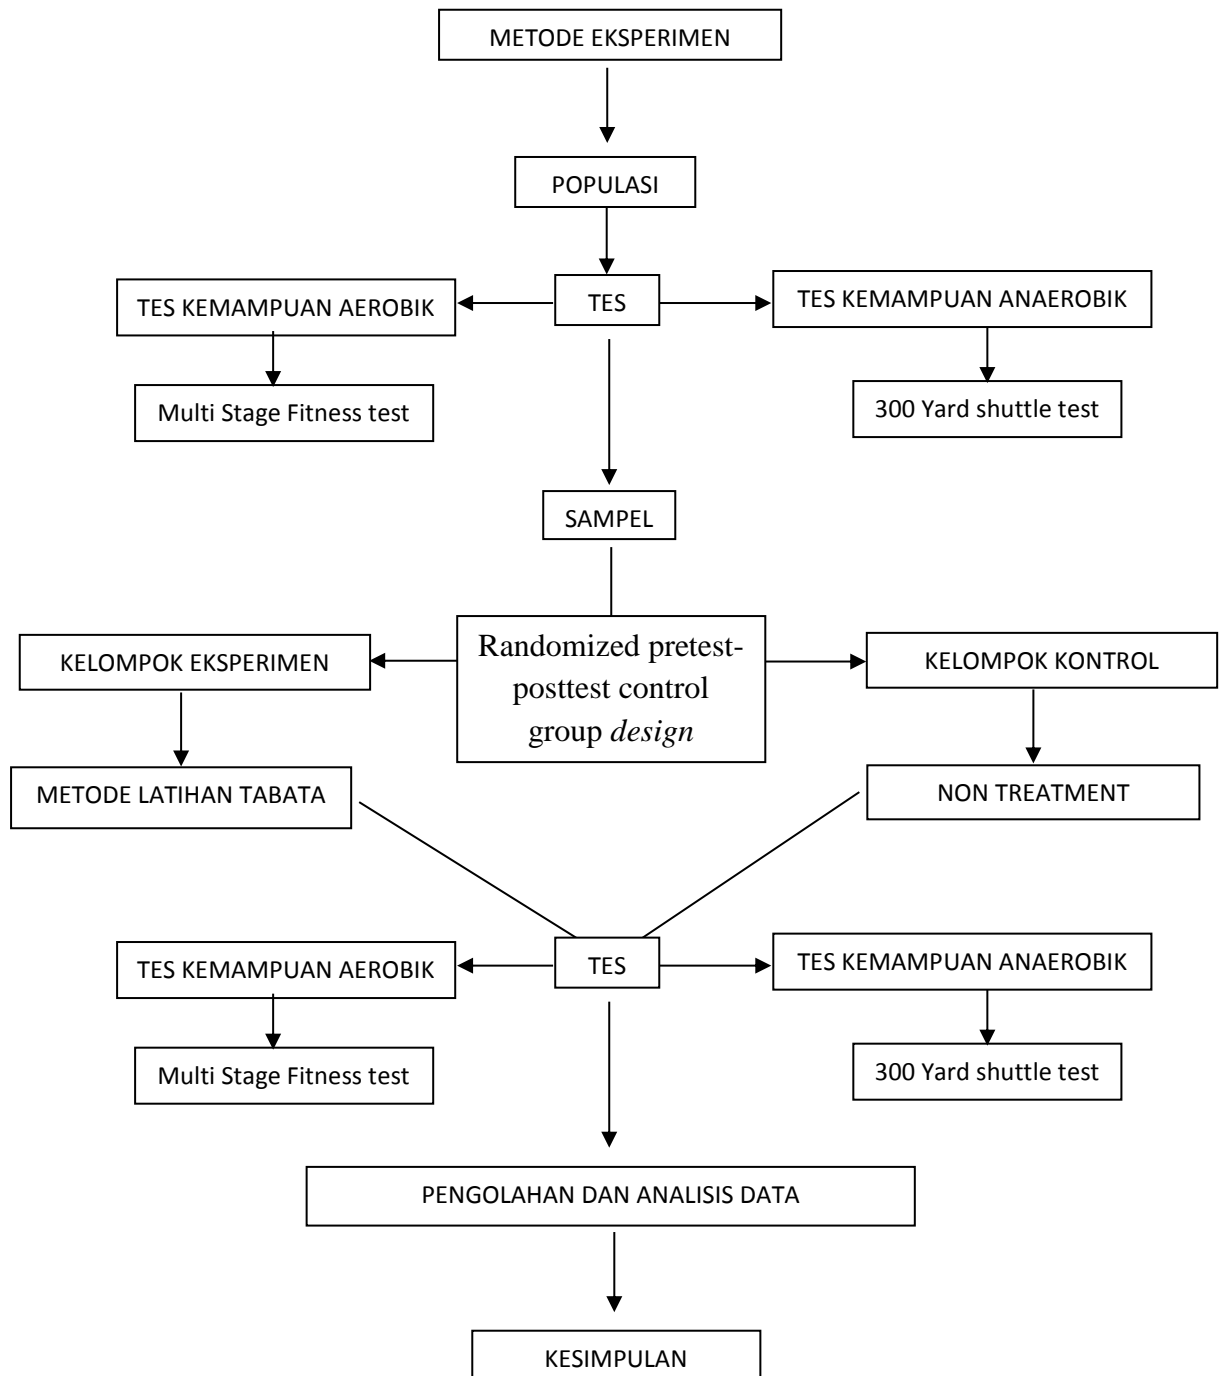 METODE EKSPERIMEN
POPULASI
TES KEMAMPUAN AEROBIK
TES
TES KEMAMPUAN ANAEROBIK
Multi Stage Fitness test
300 Yard shuttle test
SAMPEL
KELOMPOK EKSPERIMEN
Randomized pretest-
posttest control
group design
KELOMPOK KONTROL
METODE LATIHAN TABATA
NON TREATMENT
TES KEMAMPUAN AEROBIK
TES
TES KEMAMPUAN ANAEROBIK
Multi Stage Fitness test
300 Yard shuttle test
PENGOLAHAN DAN ANALISIS DATA
KESIMPULAN